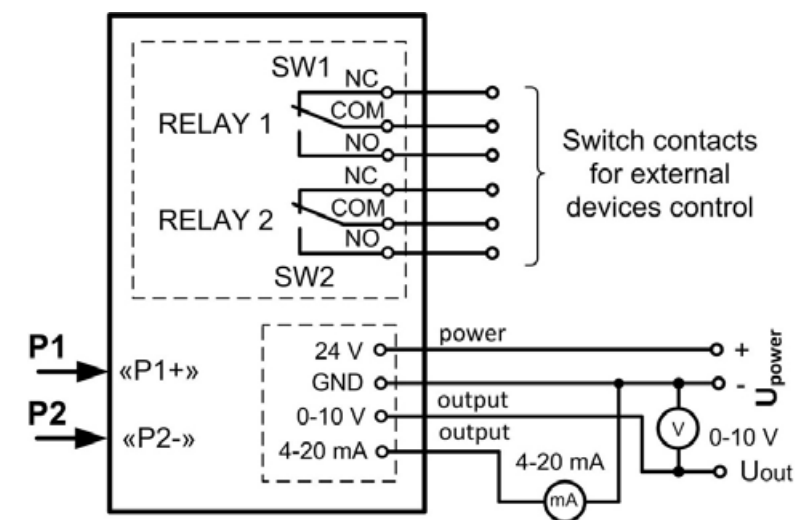 SW1
NC
RELAY 1
COM
NO
NC
RELAY 2
COM
NO
SW2
Switch contacts
for external
devices control
P1
«P1+»
P2
«P2-»
24 V
power
+
GND
-
Upower
0-10 V
output
V
0-10 V
4-20 mA
output
4-20 mA
mA
Uout